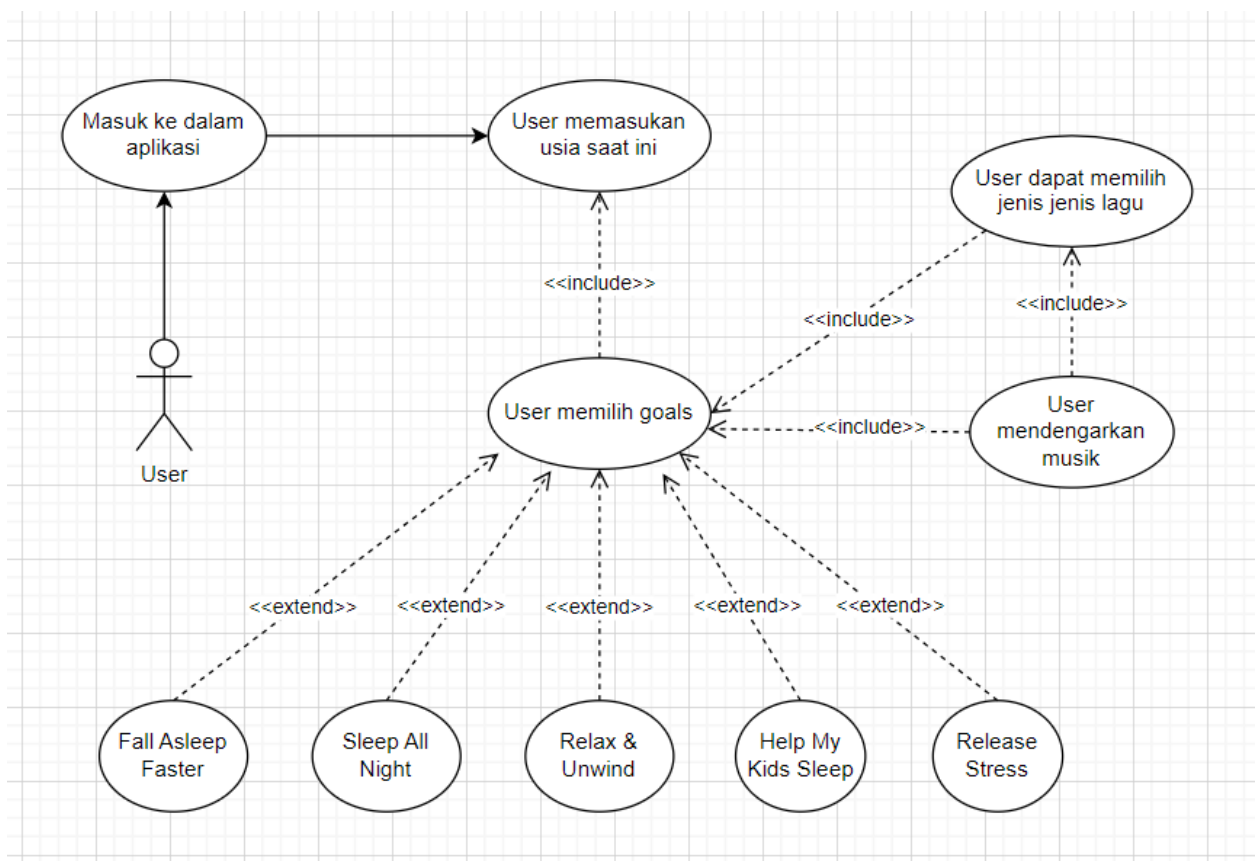 Masuk ke dalam
aplikasi
User memasukan
usia saat ini
User dapat memilih
jenis jenis lagu
<<include>>
<<include>>
<<include>>
User memilih goals
<<include>>
User
mendengarkan
musik
User
<<extend>>
<<extend>>
<<extend>>
<<extend>>
<<extend>>
Fall Asleep
Faster
Sleep All
Night
Relax &
Unwind
Help My
Kids Sleep
Release
Stress